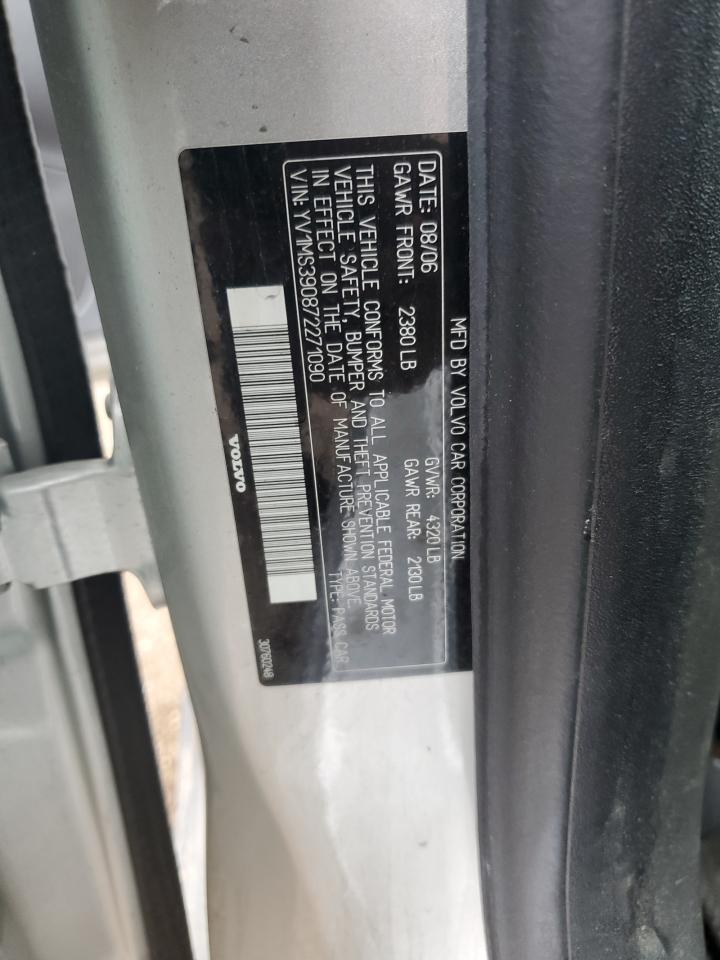 MFD BY VOLVO CAR CORPORATION
DATE: 08/06 GVWR: 4320 LB
GAWR FRONT: 2380 LB GAWR REAR: 2130 LB
THIS VEHICLE CONFORMS TO ALL APPLICABLE FEDERAL MOTOR
VEHICLE SAFETY, BUMPER AND THEFT PREVENTION STANDARDS
IN EFFECT ON THE DATE OF MANUFACTURE SHOWN ABOVE.
VIN: YV1MS390872271090 TYPE: PASS CAR
VOLVO
30760248